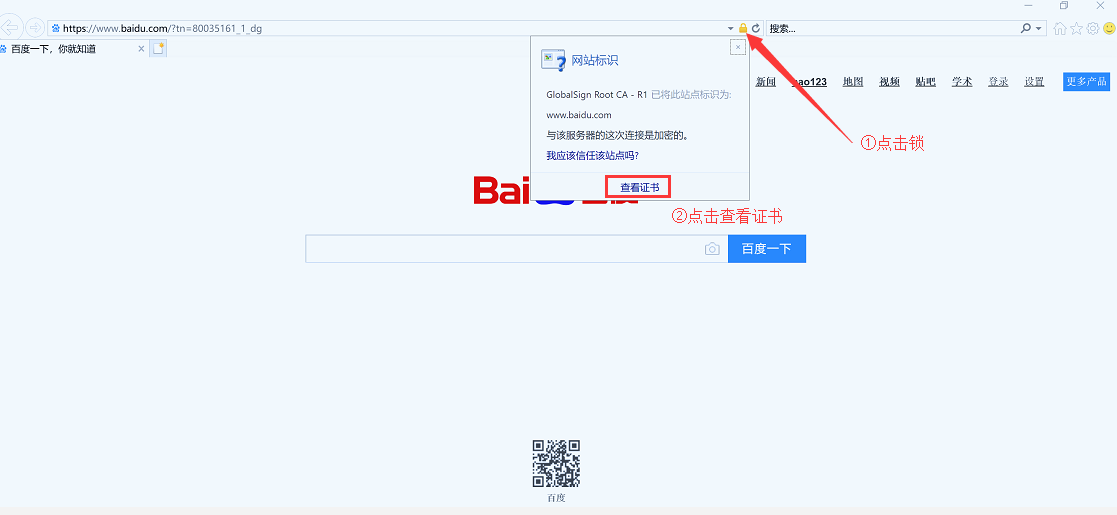 https://www.baidu.com/?tn=80035161_1_dg
搜索...
百度一下，你就知道
网站标识
GlobalSign Root CA - R1 已将此站点标识为:
www.baidu.com
与该服务器的这次连接是加密的。
我应该信任该站点吗?
查看证书
新闻
hao123
地图
视频
贴吧
学术
登录
设置
更多产品
①点击锁
②点击查看证书
Bai
百度一下
百度